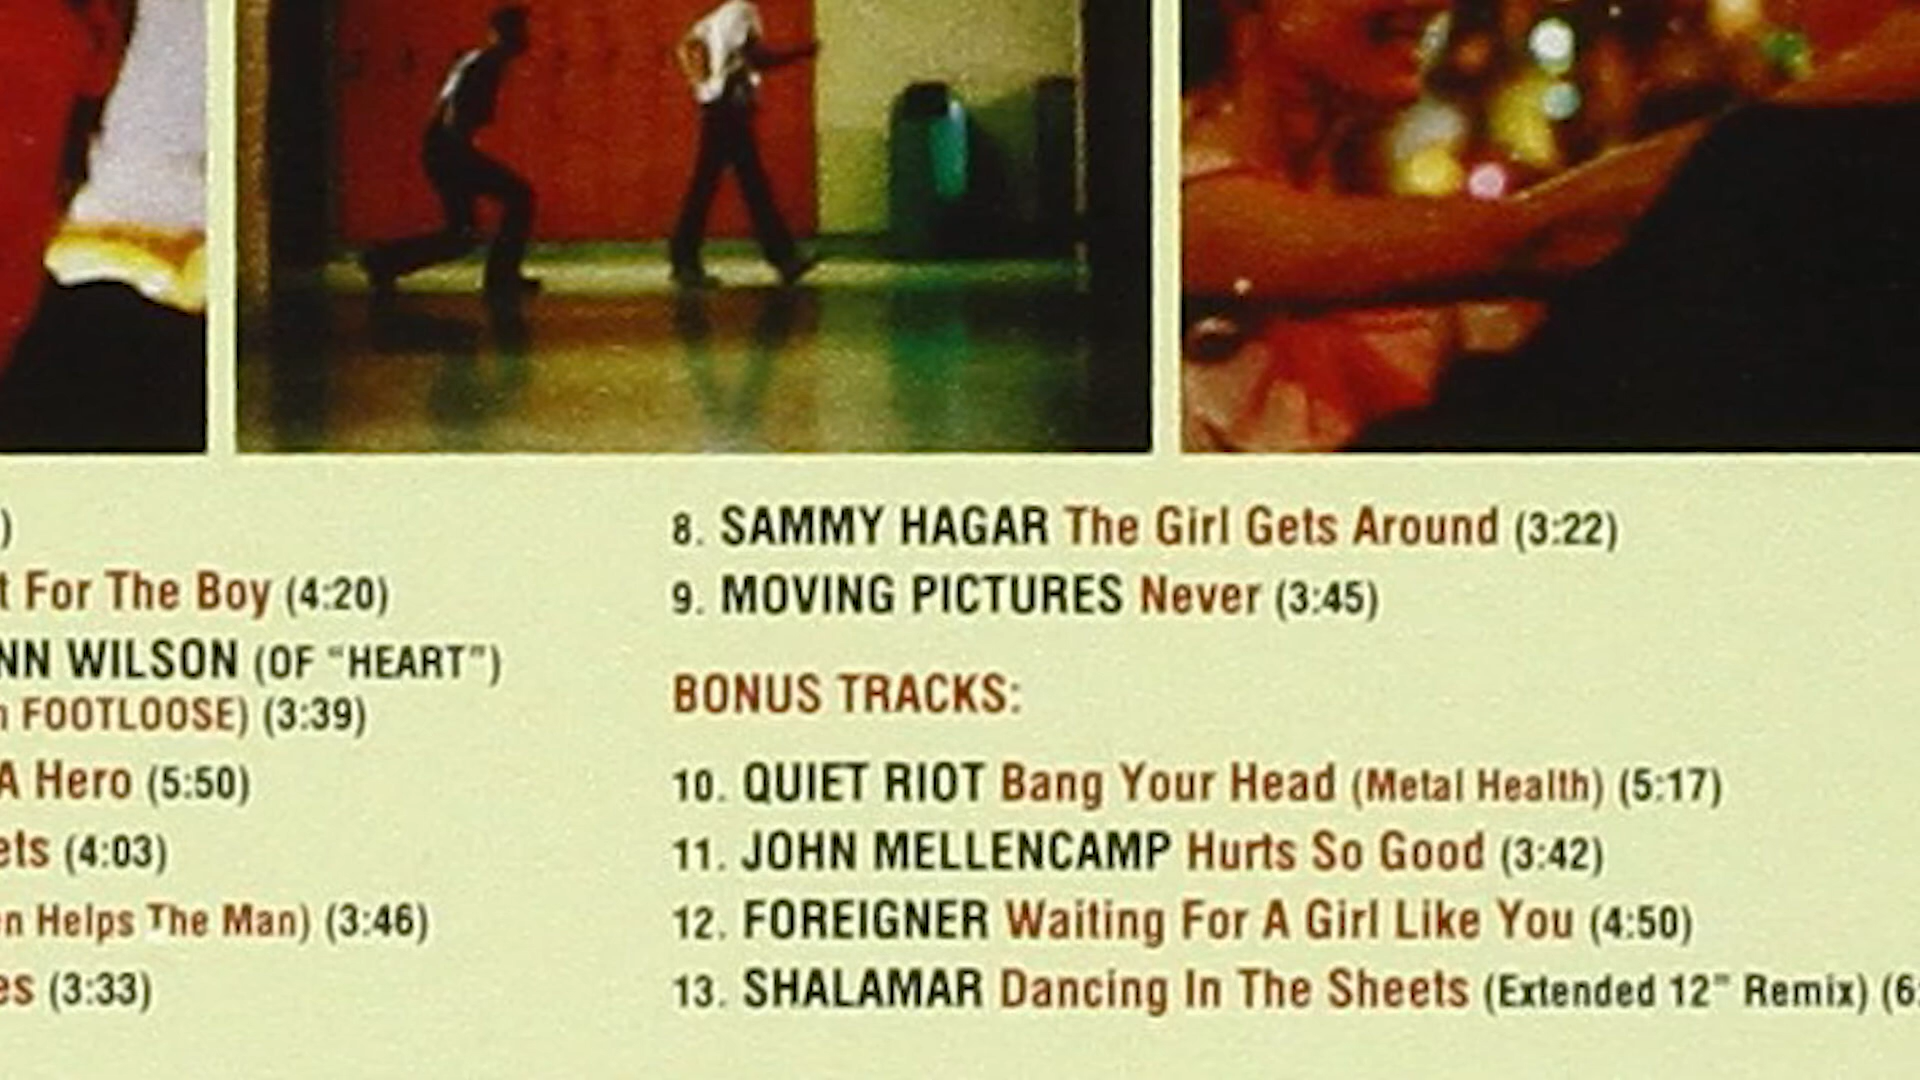 )
t For The Boy (4:20)
NN WILSON (OF “HEART”)
FOOTLOOSE) (3:39)
A Hero (5:50)
ets (4:03)
en Helps The Man) (3:46)
es (3:33)
8. SAMMY HAGAR The Girl Gets Around (3:22)
9. MOVING PICTURES Never (3:45)
BONUS TRACKS:
10. QUIET RIOT Bang Your Head (Metal Health) (5:17)
11. JOHN MELLENCAMP Hurts So Good (3:42)
12. FOREIGNER Waiting For A Girl Like You (4:50)
13. SHALAMAR Dancing In The Sheets (Extended 12” Remix) (6: